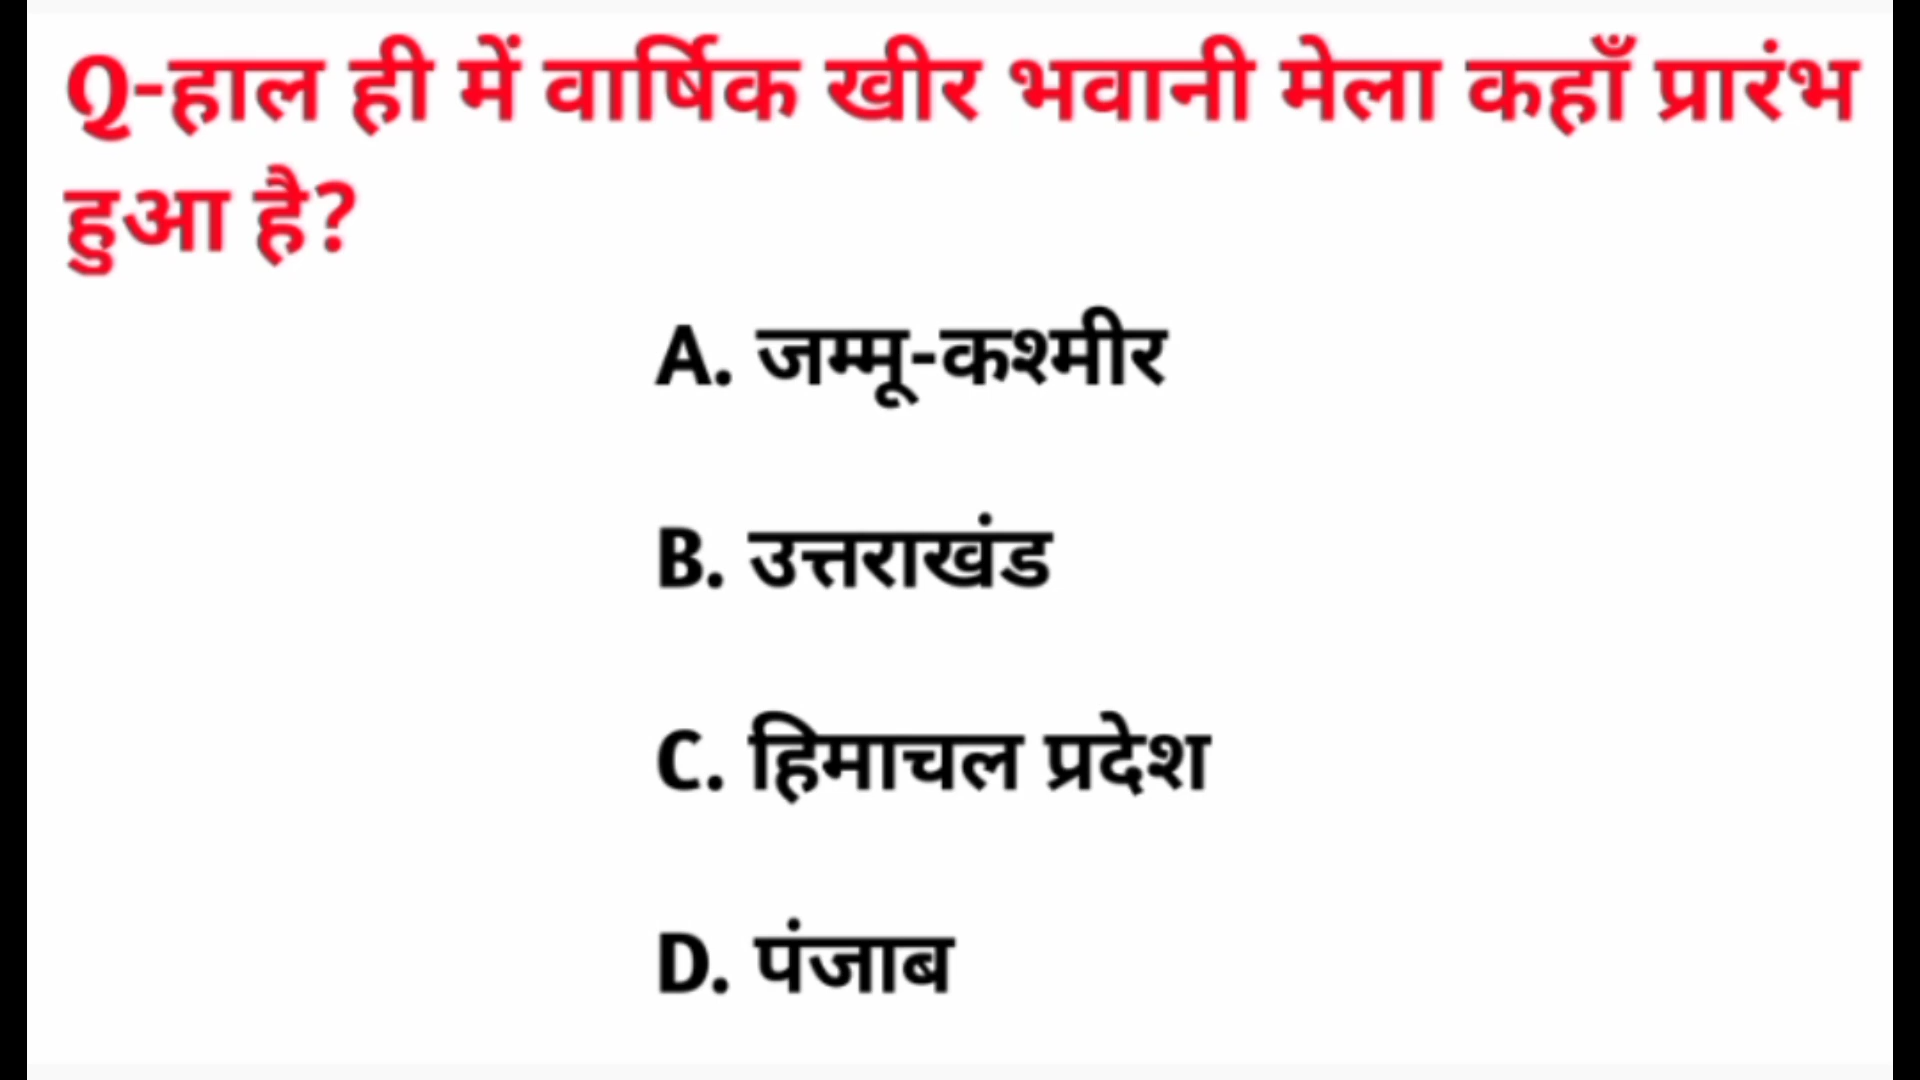 Q-हाल ही में वार्षिक खीर भवानी मेला कहाँ प्रारंभ
हुआ है?
A. जम्मू-कश्मीर
B. उत्तराखंड
C. हिमाचल प्रदेश
D. पंजाब